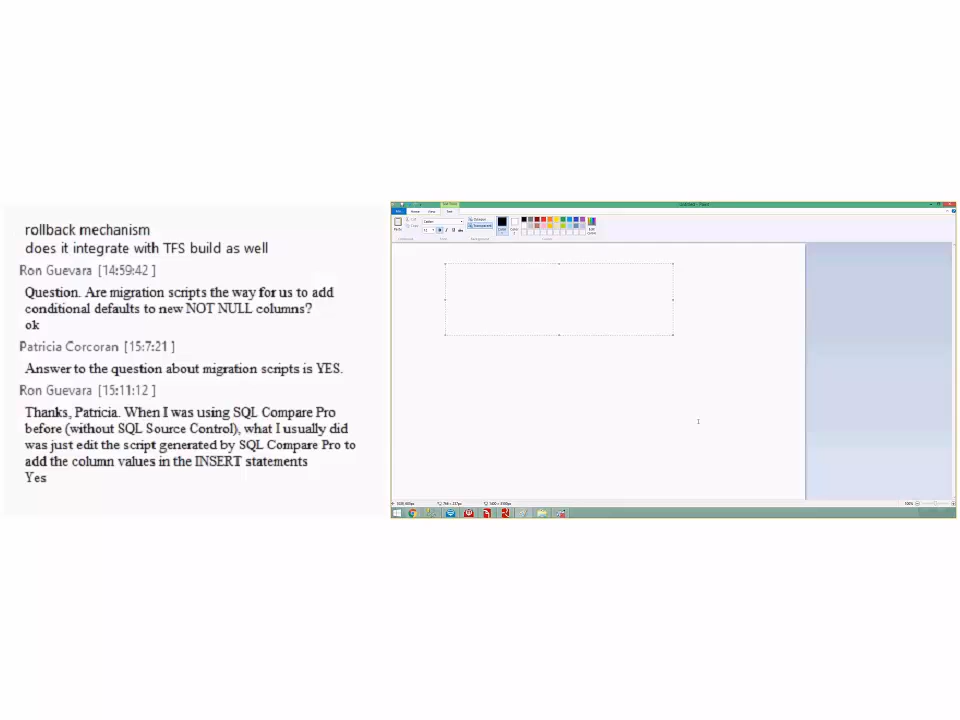 rollback mechanism
does it integrate with TFS build as well
Ron Guevara [14:59:42 ]
Question. Are migration scripts the way for us to add
conditional defaults to new NOT NULL columns?
ok
Patricia Corcoran [15:7:21 ]
Answer to the question about migration scripts is YES.
Ron Guevara [15:11:12 ]
Thanks, Patricia. When I was using SQL Compare Pro
before (without SQL Source Control), what I usually did
was just edit the script generated by SQL Compare Pro to
add the column values in the INSERT statements
Yes